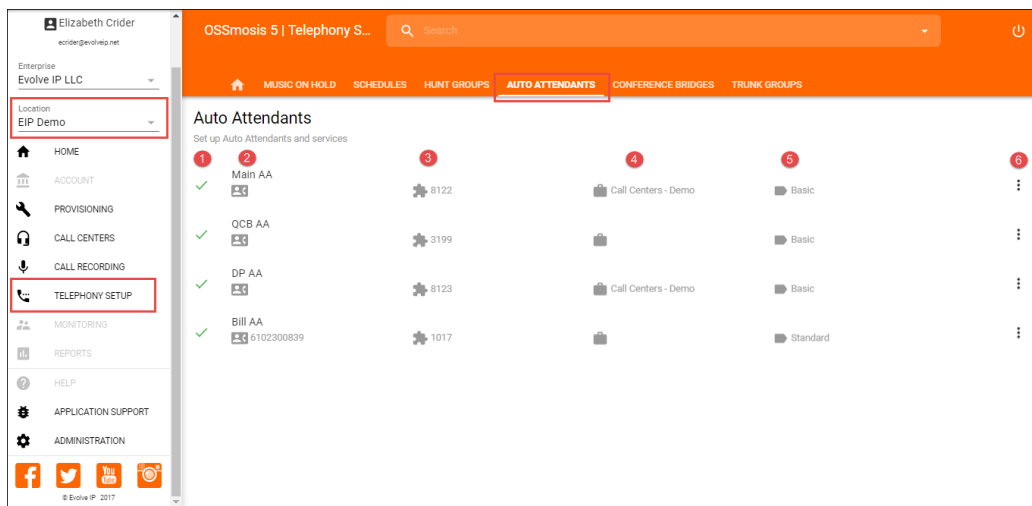 Elizabeth Crider
ecrider@evolveip.net
Enterprise
Evolve IP LLC
Location
EIP Demo
HOME
ACCOUNT
PROVISIONING
CALL CENTERS
CALL RECORDING
TELEPHONY SETUP
MONITORING
REPORTS
HELP
APPLICATION SUPPORT
ADMINISTRATION
You Tube
© Evolve IP 2017
OSSmosis 5 | Telephony S...
Search
MUSIC ON HOLD SCHEDULES HUNT GROUPS AUTO ATTENDANTS CONFERENCE BRIDGES TRUNK GROUPS
Auto Attendants
Set up Auto Attendants and services
1 2 3 4 5 6
Main AA
8122 Call Centers - Demo Basic
QCB AA
3199 Basic
DP AA
8123 Call Centers - Demo Basic
Bill AA
6102300839 1017 Standard